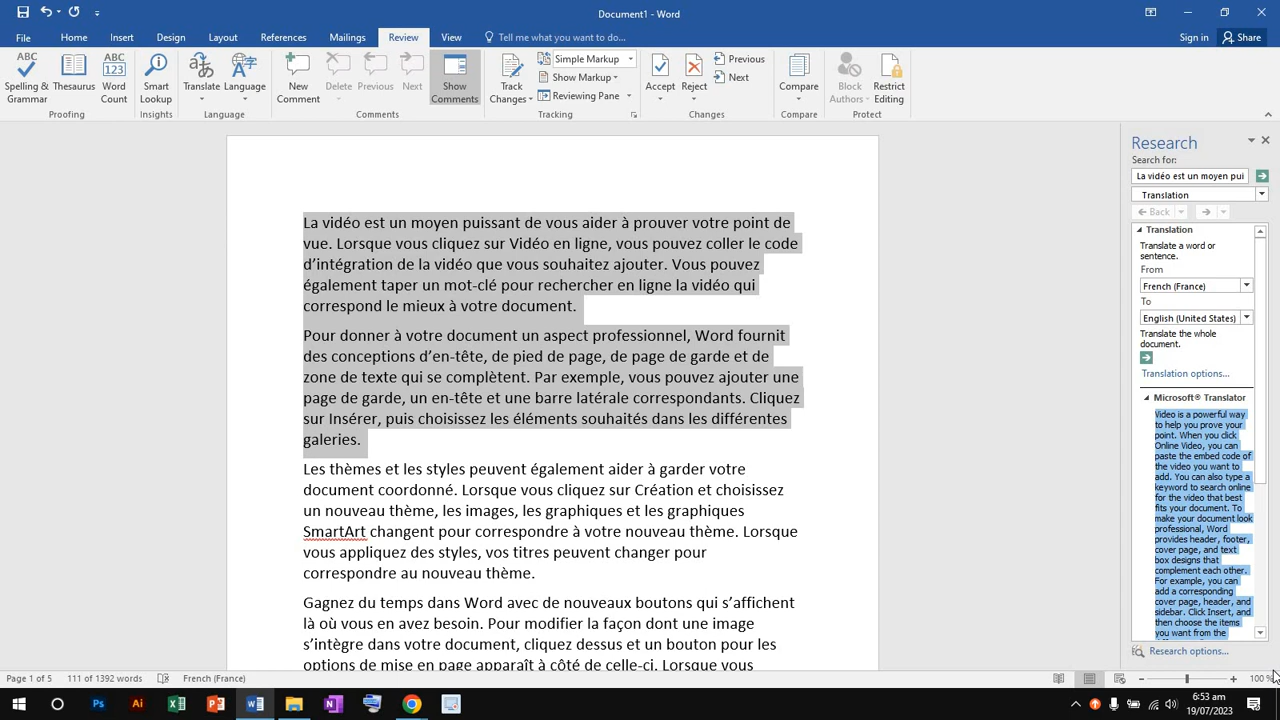 Document1 - Word
File Home Insert Design Layout References Mailings Review View Tell me what you want to do... Sign in Share
Spelling & Grammar
Thesaurus
Word Count
Smart Lookup
Translate
Language
New Comment
Delete
Previous
Next
Show Comments
Track Changes
Simple Markup
Show Markup
Reviewing Pane
Accept
Reject
Previous
Next
Compare
Block Authors
Restrict Editing
Proofing Insights Language Comments Tracking Changes Compare Protect
La vidéo est un moyen puissant de vous aider à prouver votre point de
vue. Lorsque vous cliquez sur Vidéo en ligne, vous pouvez coller le code
d’intégration de la vidéo que vous souhaitez ajouter. Vous pouvez
également taper un mot-clé pour rechercher en ligne la vidéo qui
correspond le mieux à votre document.
Pour donner à votre document un aspect professionnel, Word fournit
des conceptions d’en-tête, de pied de page, de page de garde et de
zone de texte qui se complètent. Par exemple, vous pouvez ajouter une
page de garde, un en-tête et une barre latérale correspondants. Cliquez
sur Insérer, puis choisissez les éléments souhaités dans les différentes
galeries.
Les thèmes et les styles peuvent également aider à garder votre
document coordonné. Lorsque vous cliquez sur Création et choisissez
un nouveau thème, les images, les graphiques et les graphiques
SmartArt changent pour correspondre à votre nouveau thème. Lorsque
vous appliquez des styles, vos titres peuvent changer pour
correspondre au nouveau thème.
Gagnez du temps dans Word avec de nouveaux boutons qui s’affichent
là où vous en avez besoin. Pour modifier la façon dont une image
s’intègre dans votre document, cliquez dessus et un bouton pour les
options de mise en page apparaît à côté de celle-ci. Lorsque vous
Research
Search for:
La vidéo est un moyen pui
Translation
Back
Translation
Translate a word or
sentence.
From
French (France)
To
English (United States)
Translate the whole
document.
Translation options...
Microsoft® Translator
Video is a powerful way
to help you prove your
point. When you click
Online Video, you can
paste the embed code of
the video you want to
add. You can also type a
keyword to search online
for the video that best
fits your document. To
make your document look
professional, Word
provides header, footer,
cover page, and text
box designs that
complement each other.
For example, you can
add a corresponding
cover page, header, and
sidebar. Click Insert, and
then choose the items
you want from the
Research options...
Page 1 of 5 111 of 1392 words French (France) 100 %
Ps Ai
6:53 am
19/07/2023